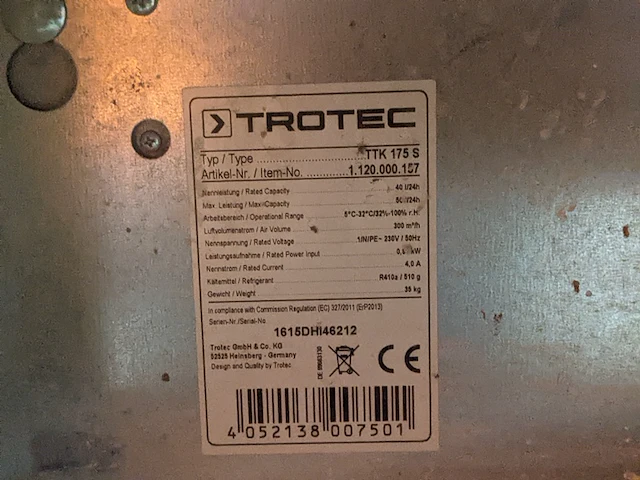 TROTEC
Typ / Type ........................TTK 175 S
Artikel-Nr. / Item-No. ..........1.120.000.157
Nennleistung / Rated Capacity 40 l/24h
Max. Leistung / Max. Capacity 50 l/24h
Arbeitsbereich / Operational Range 5°C-32°C/32%-100% r.H.
Luftvolumenstrom / Air Volume 300 m³/h
Nennspannung / Rated Voltage 1/N/PE~ 230V / 50Hz
Leistungsaufnahme / Rated Power Input kW
Nennstrom / Rated Current 4,0 A
Kältemittel / Refrigerant R410a / 510 g
Gewicht / Weight 35 kg
In compliance with Commission Regulation (EC) 327/2011 (ErP2013)
Serien-Nr./Serial-No.
1615DHI46212
Trotec GmbH & Co. KG
52525 Heinsberg - Germany
Design and Quality by Trotec
CE
4 052138 007501